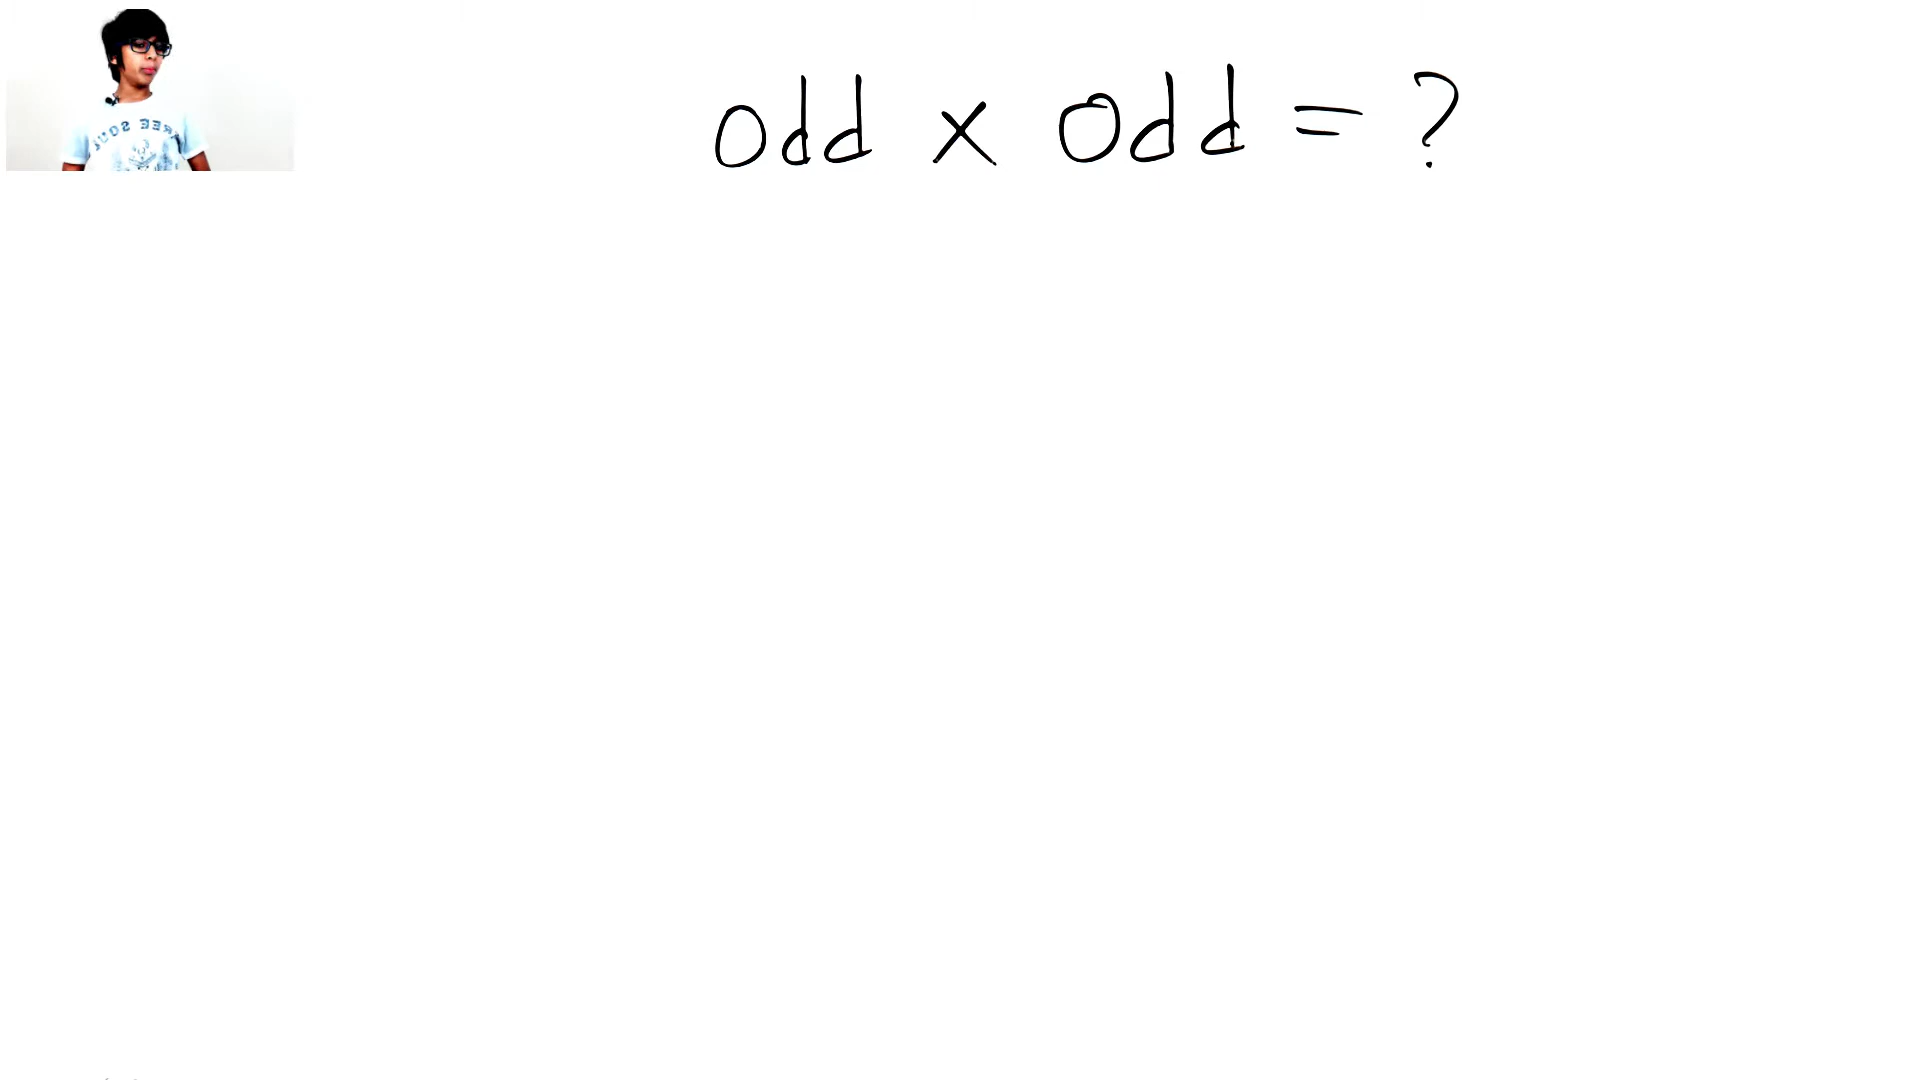 odd x odd = ?